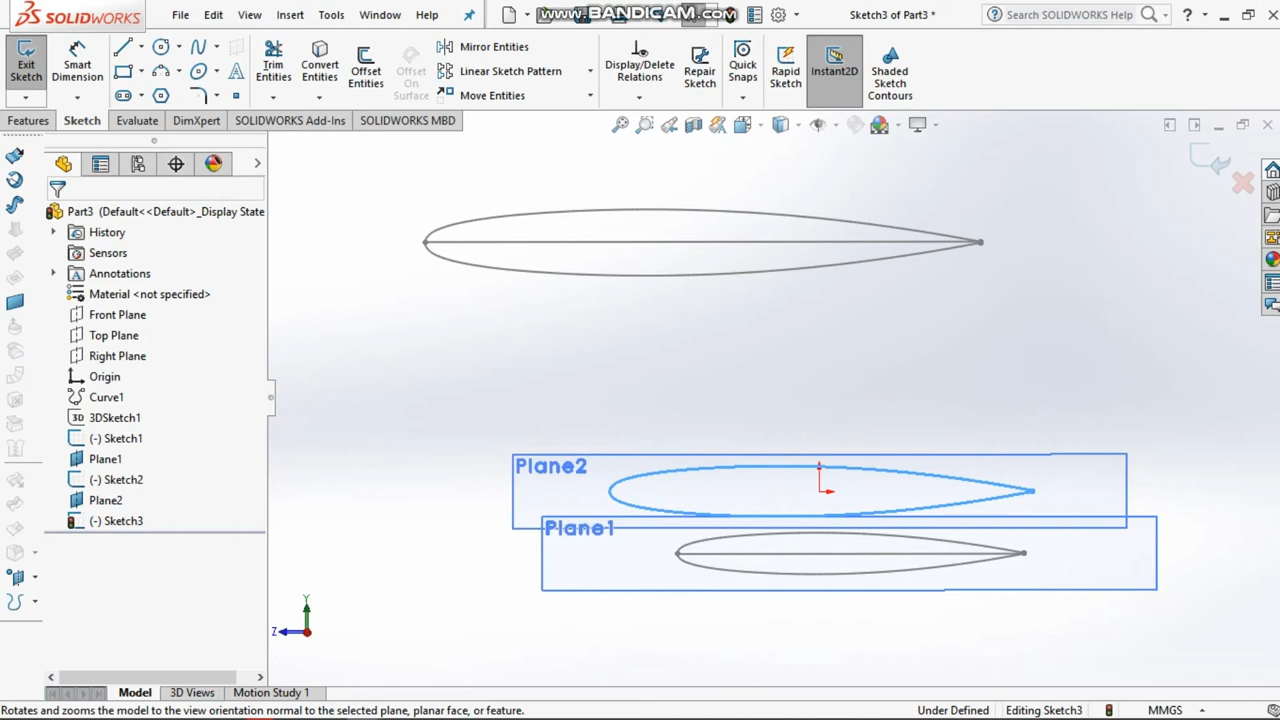 SOLIDWORKS
File Edit View Insert Tools Window Help
www.BANDICAM.com
Sketch3 of Part3 *
Search SOLIDWORKS Help
?
Exit Sketch
Smart Dimension
Trim Entities
Convert Entities
Offset Entities
Offset On Surface
Mirror Entities
Linear Sketch Pattern
Move Entities
Display/Delete Relations
Repair Sketch
Quick Snaps
Rapid Sketch
Instant2D
Shaded Sketch Contours
Features Sketch Evaluate DimXpert SOLIDWORKS Add-Ins SOLIDWORKS MBD
Part3 (Default<<Default>_Display State
History
Sensors
Annotations
Material <not specified>
Front Plane
Top Plane
Right Plane
Origin
Curve1
3D 3DSketch1
(-) Sketch1
Plane1
(-) Sketch2
Plane2
(-) Sketch3
Plane2
Plane1
Y
Z
Model 3D Views Motion Study 1
Rotates and zooms the model to the view orientation normal to the selected plane, planar face, or feature.
Under Defined Editing Sketch3 MMGS